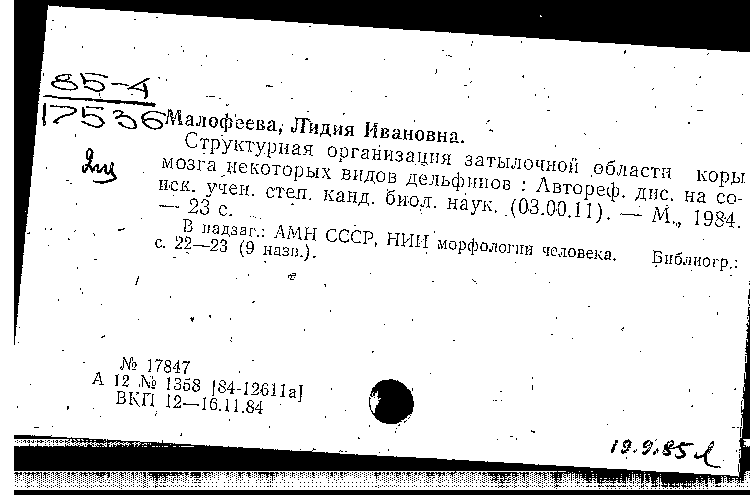 85-4
17536
Малофеева, Лидия Ивановна.
Структурная организация затылочной области коры
мозга некоторых видов дельфинов : Автореф. дис. на со-
иск. учен. степ. канд. биол. наук. (03.00.11). — М., 1984.
— 23 с.
В надзаг.: АМН СССР, НИИ морфологии человека. Библиогр.:
с. 22—23 (9 назв.).
№ 17847
А 12 № 1358 [84-12611а]
ВКП 12—16.11.84
19.9.85